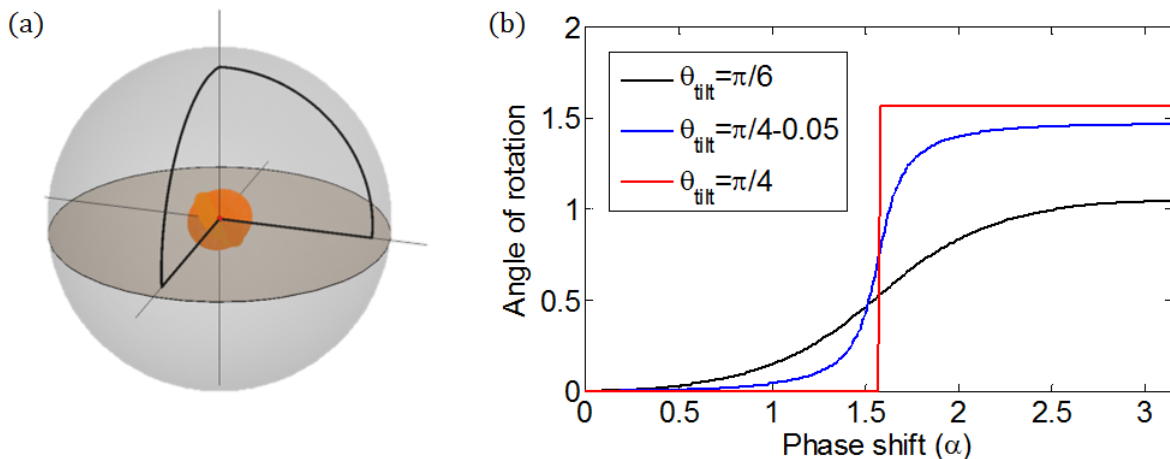 (a)
(b)
2
1.5
1
0.5
0
θtilt=π/6
θtilt=π/4-0.05
θtilt=π/4
Angle of rotation
0 0.5 1 1.5 2 2.5 3
Phase shift (α)